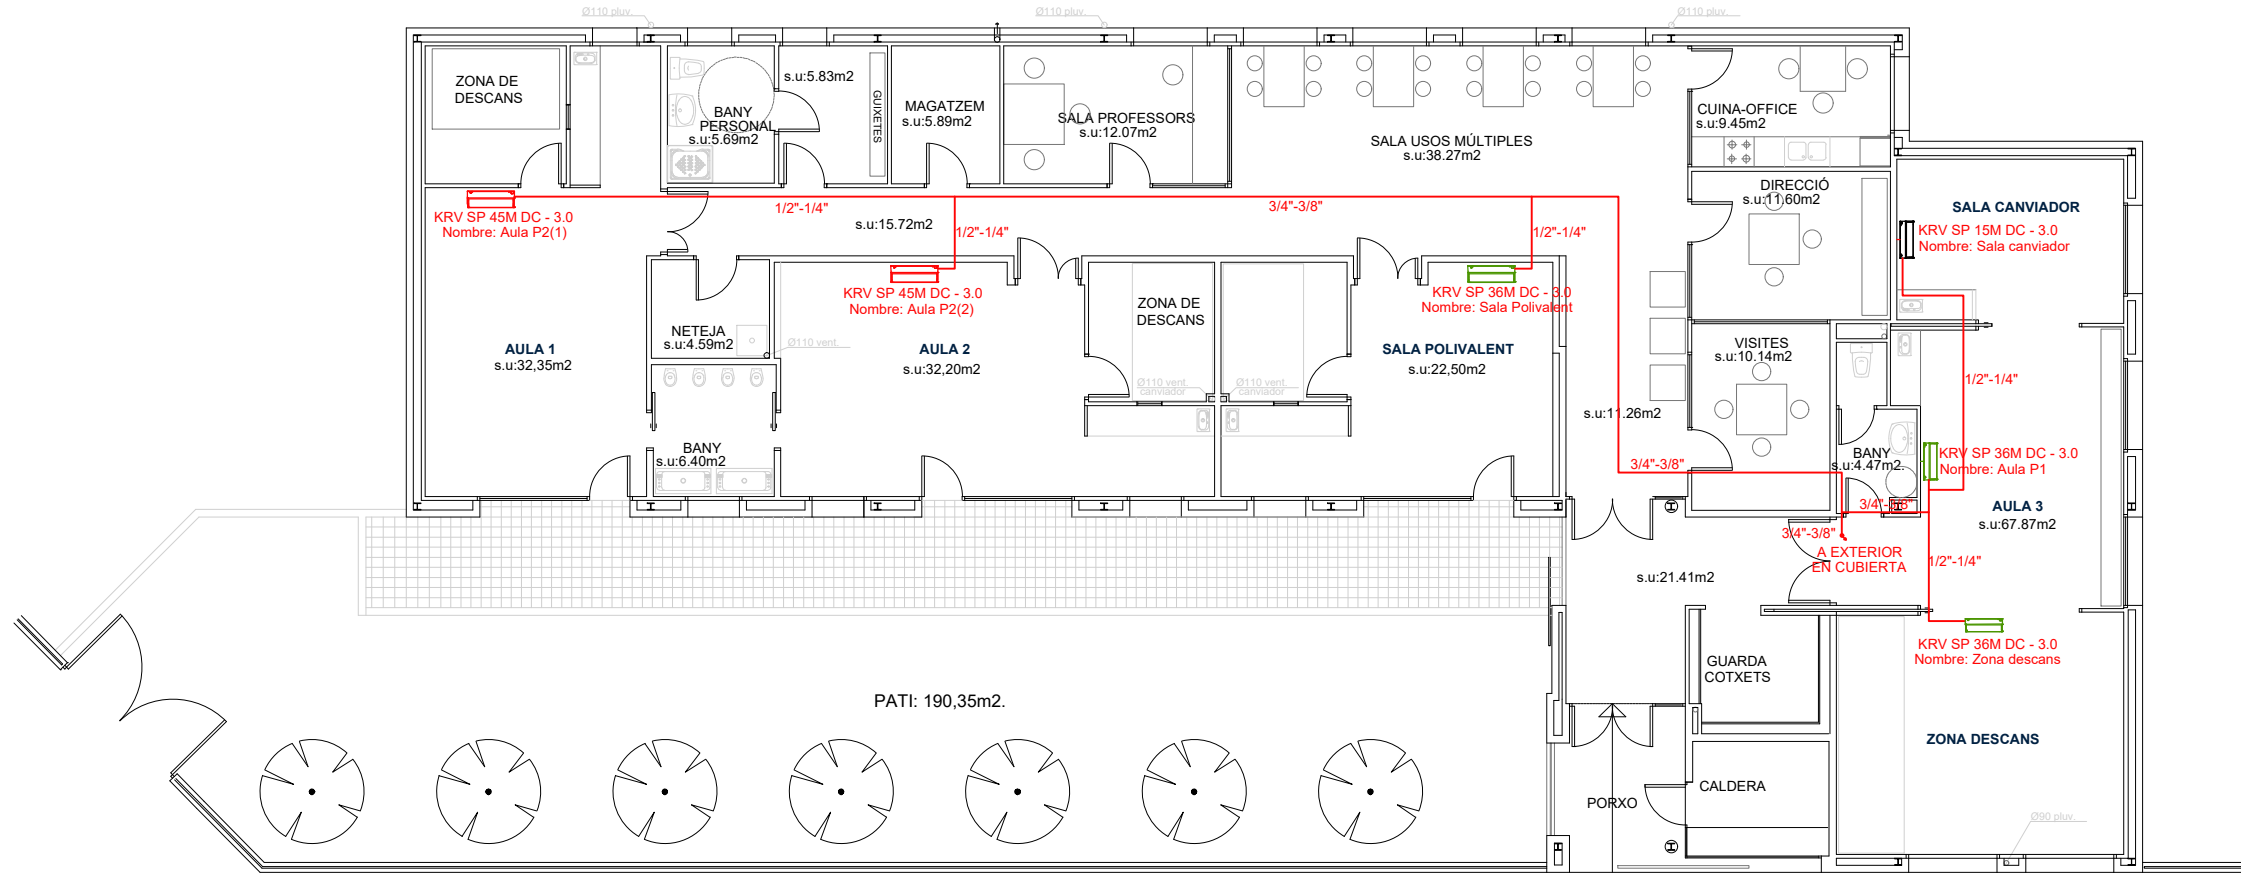 Ø110 pluv.
Ø110 pluv.
Ø110 pluv.
ZONA DE
DESCANS
BANY
PERSONAL
s.u:5.69m2
s.u:5.83m2
GUIXETES
MAGATZEM
s.u:5.89m2
SALA PROFESSORS
s.u:12.07m2
SALA USOS MÚLTIPLES
s.u:38.27m2
CUINA-OFFICE
s.u:9.45m2
DIRECCIÓ
s.u:11.60m2
SALA CANVIADOR
KRV SP 15M DC - 3.0
Nombre: Sala canviador
KRV SP 45M DC - 3.0
Nombre: Aula P2(1)
1/2"-1/4"
s.u:15.72m2
1/2"-1/4"
3/4"-3/8"
1/2"-1/4"
KRV SP 45M DC - 3.0
Nombre: Aula P2(2)
ZONA DE
DESCANS
KRV SP 36M DC - 3.0
Nombre: Sala Polivalent
NETEJA
s.u:4.59m2
Ø110 vent.
AULA 1
s.u:32,35m2
AULA 2
s.u:32,20m2
Ø110 vent.
canviador
Ø110 vent.
canviador
SALA POLIVALENT
s.u:22,50m2
VISITES
s.u:10.14m2
1/2"-1/4"
s.u:11.26m2
BANY
s.u:6.40m2
3/4"-3/8"
BANY
s.u:4.47m2.
KRV SP 36M DC - 3.0
Nombre: Aula P1
3/4"-3/8"
AULA 3
s.u:67.87m2
3/4"-3/8"
A EXTERIOR
EN CUBIERTA
1/2"-1/4"
s.u:21.41m2
KRV SP 36M DC - 3.0
Nombre: Zona descans
GUARDA
COTXETS
PATI: 190,35m2.
ZONA DESCANS
CALDERA
PORXO
Ø90 pluv.